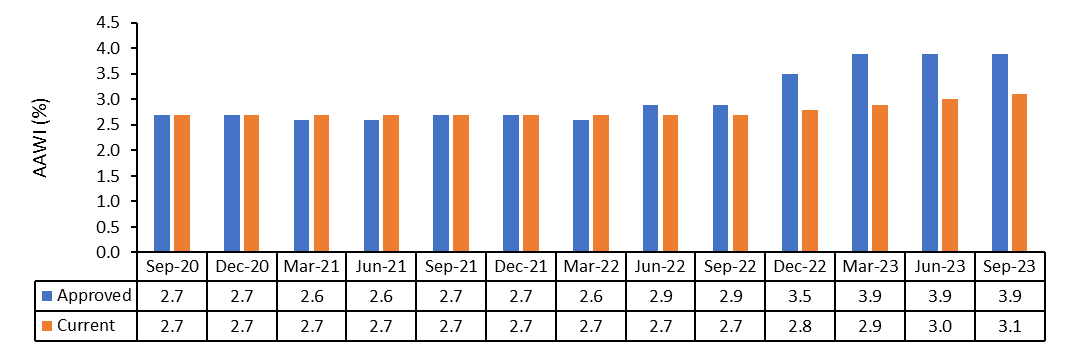 4.5
4.0
3.5
3.0
2.5
2.0
1.5
1.0
0.5
0.0
AAWI (%)
Sep-20 Dec-20 Mar-21 Jun-21 Sep-21 Dec-21 Mar-22 Jun-22 Sep-22 Dec-22 Mar-23 Jun-23 Sep-23
Approved 2.7 2.7 2.6 2.6 2.7 2.7 2.6 2.9 2.9 3.5 3.9 3.9 3.9
Current 2.7 2.7 2.7 2.7 2.7 2.7 2.7 2.7 2.7 2.8 2.9 3.0 3.1